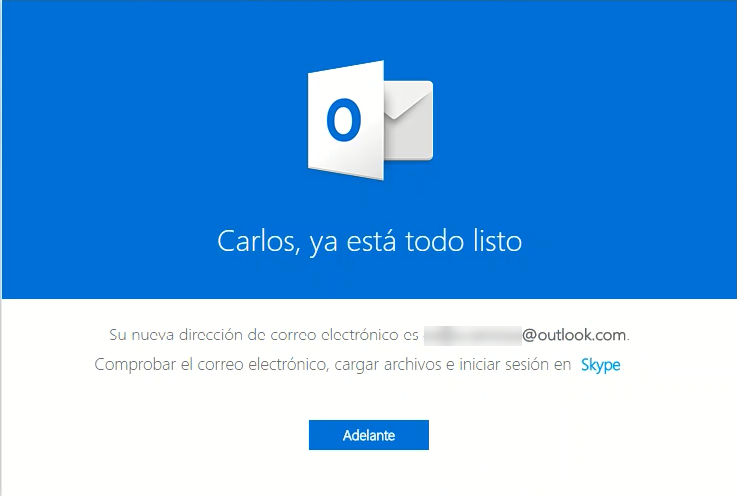 O
Carlos, ya está todo listo
Su nueva dirección de correo electrónico es @outlook.com.
Comprobar el correo electrónico, cargar archivos e iniciar sesión en Skype
Adelante